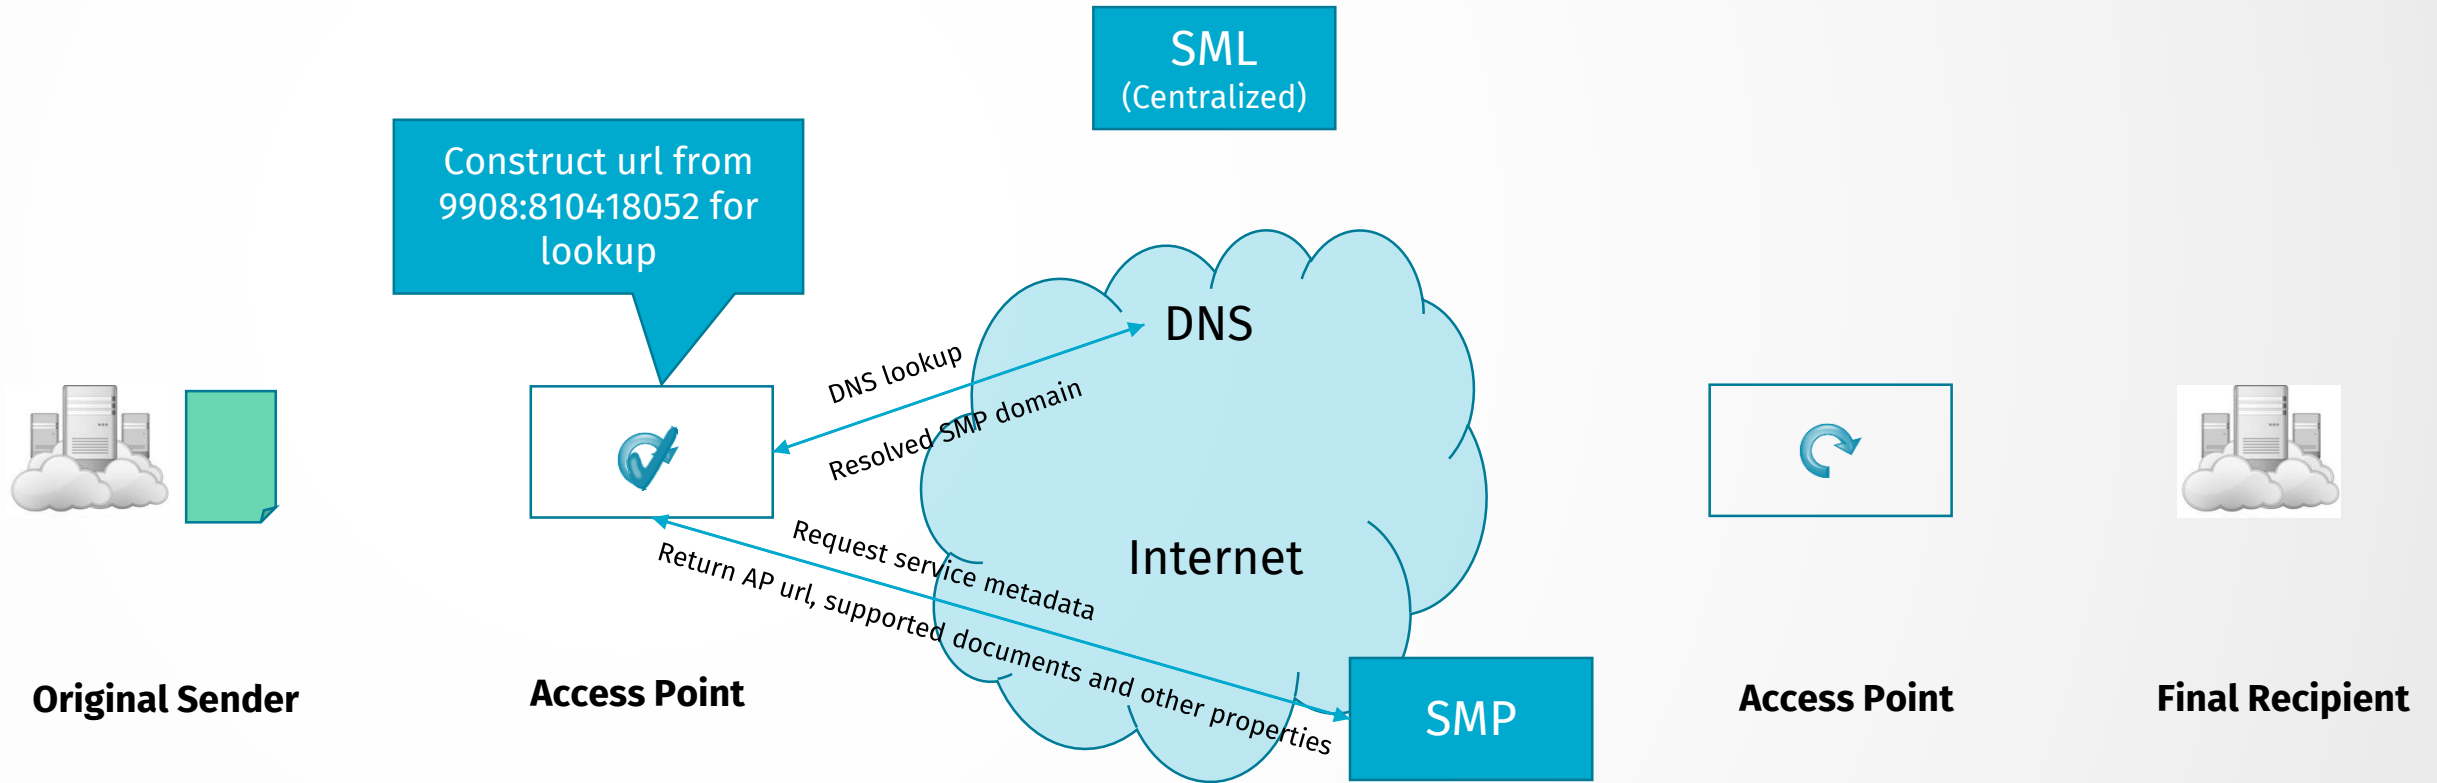 SML
(Centralized)
Construct url from
9908:810418052 for
lookup
DNS
DNS lookup
Resolved SMP domain
Internet
Request service metadata
Return AP url, supported documents and other properties
SMP
Original Sender
Access Point
Access Point
Final Recipient